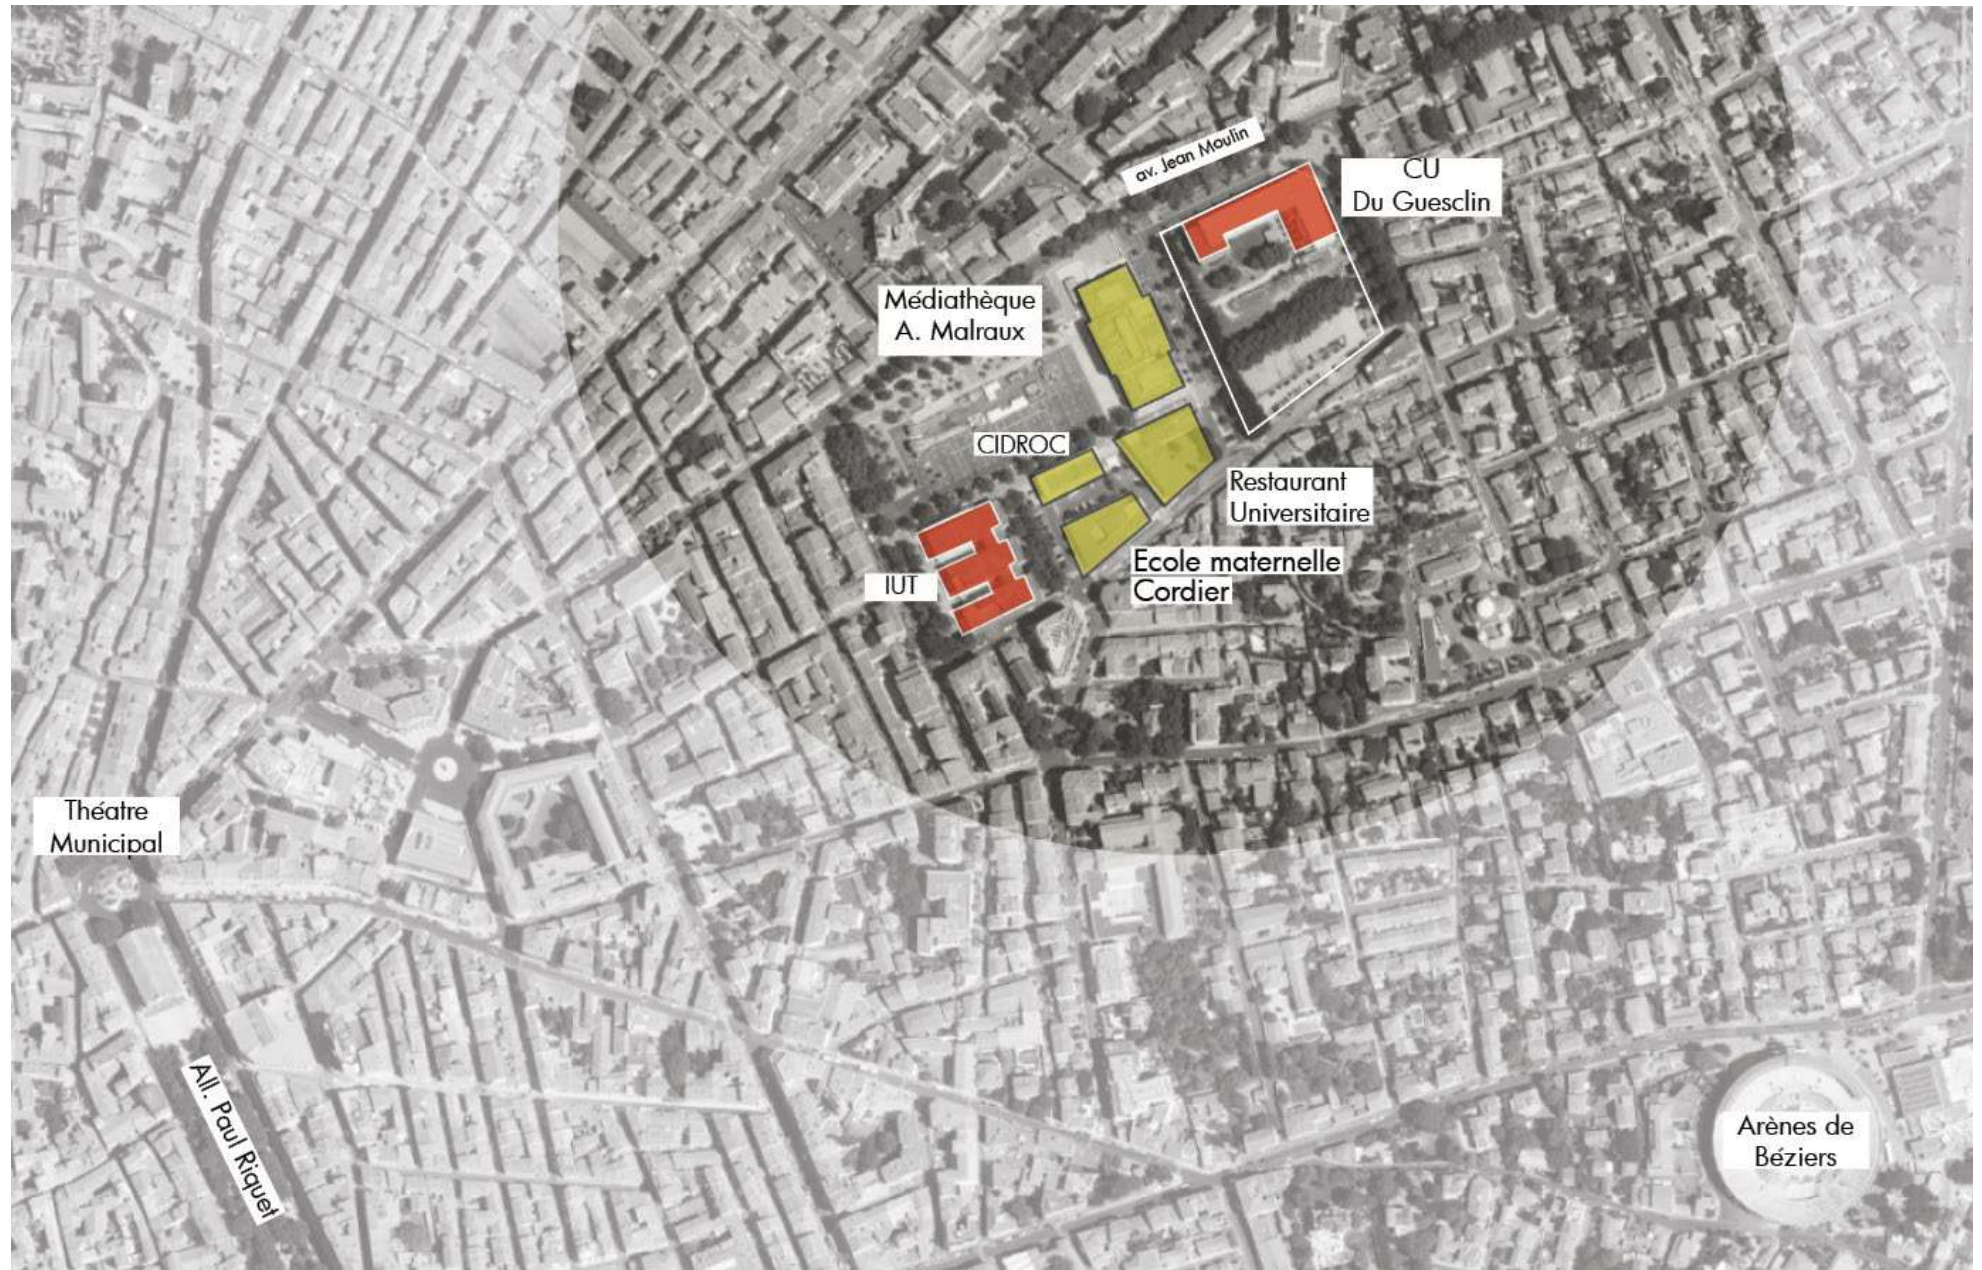 av. Jean Moulin
CU
Du Guesclin
Médiathèque
A. Malraux
CIDROC
Restaurant
Universitaire
Ecole maternelle
Cordier
IUT
Théatre
Municipal
All. Paul Riquet
Arènes de
Béziers